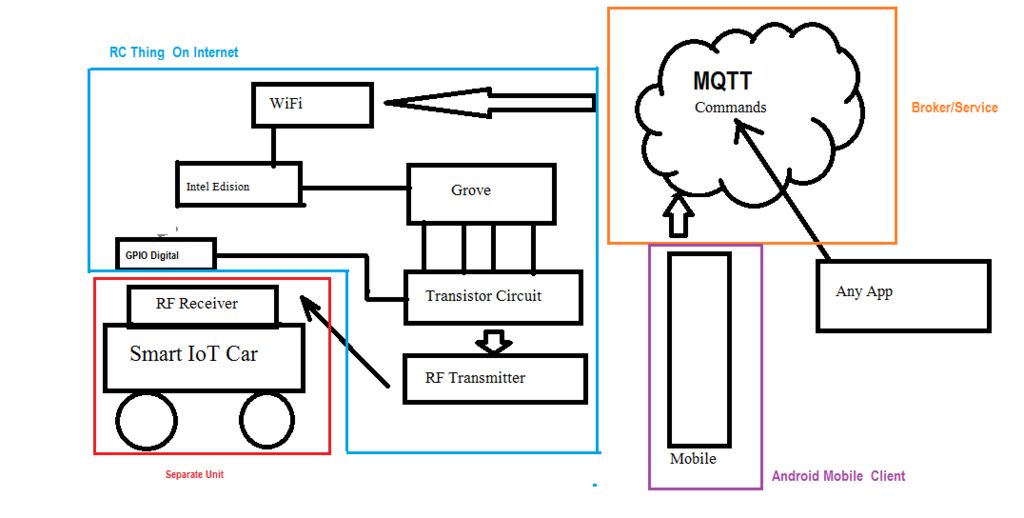 RC Thing On Internet
WiFi
Intel Edision
Grove
GPIO Digital
Transistor Circuit
RF Receiver
Smart IoT Car
RF Transmitter
Separate Unit
MQTT
Commands
Broker/Service
Any App
Mobile
Android Mobile Client